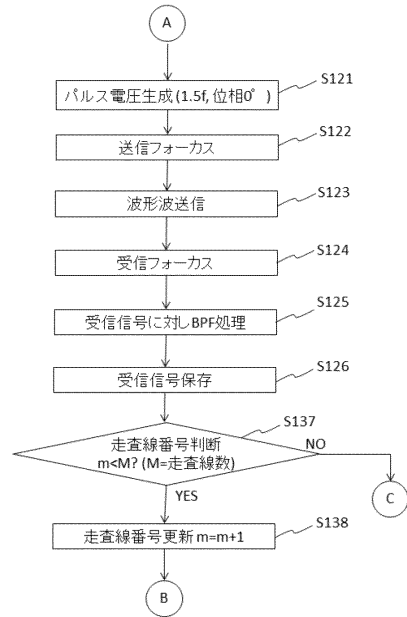 A
S121
パルス電圧生成(1.5f, 位相0°)
S122
送信フォーカス
S123
波形波送信
S124
受信フォーカス
S125
受信信号に対しBPF処理
S126
受信信号保存
S137
走査線番号判断
m<M? (M=走査線数)
NO
C
YES
S138
走査線番号更新 m=m+1
B